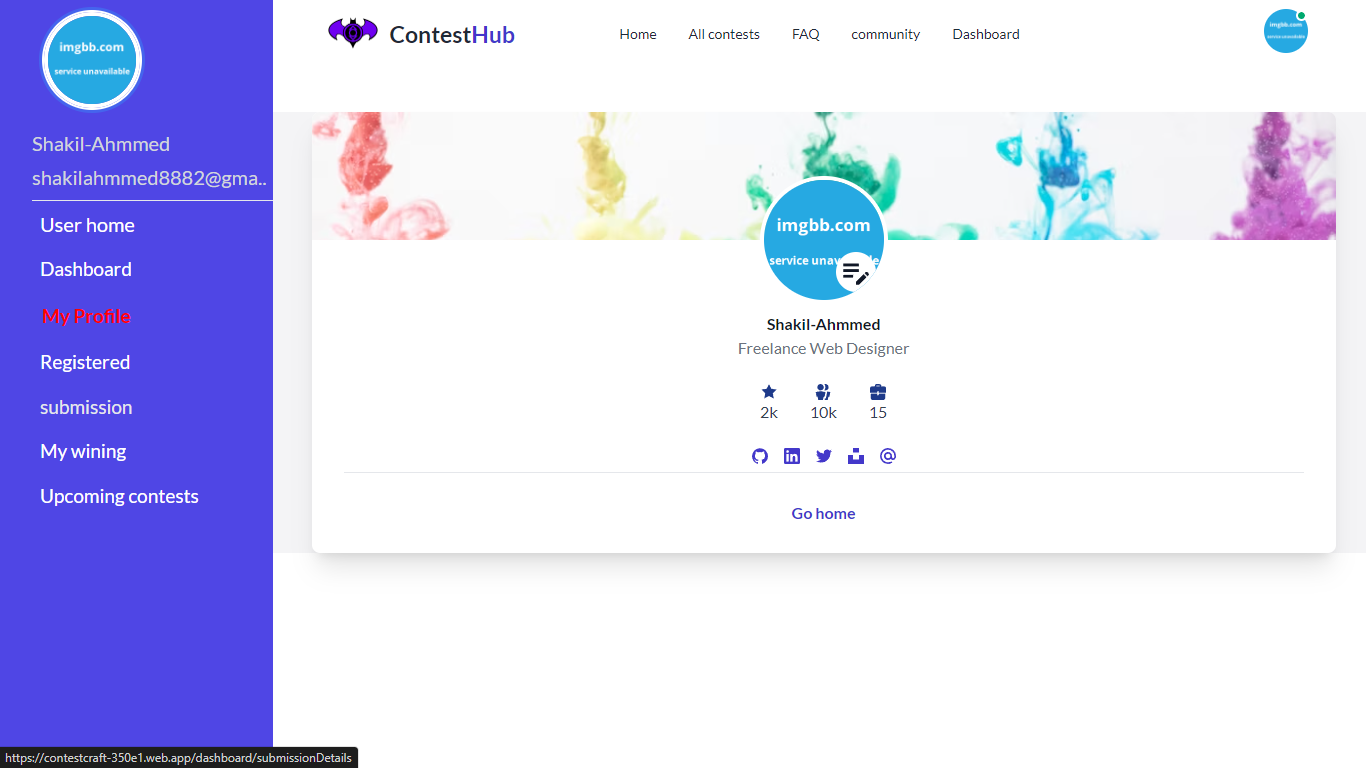 imgbb.com
service unavailable
Shakil-Ahmmed
shakilahmmed8882@gma..
User home
Dashboard
My Profile
Registered
submission
My wining
Upcoming contests
ContestHub
Home All contests FAQ community Dashboard
imgbb.com
service unavailable
imgbb.com
service unav le
Shakil-Ahmmed
Freelance Web Designer
2k 10k 15
Go home
https://contestcraft-350e1.web.app/dashboard/submissionDetails